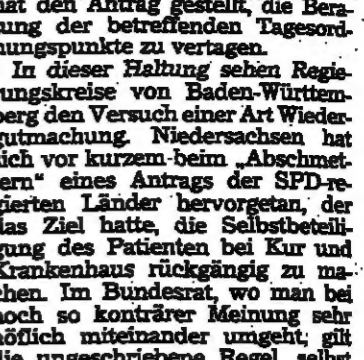 hat den Antrag gestellt, die Bera-
tung der betreffenden Tagesord-
nungspunkte zu vertagen.
In dieser Haltung sehen Regie-
rungskreise von Baden-Württem-
berg den Versuch einer Art Wieder-
gutmachung. Niedersachsen hat
sich vor kurzem beim „Abschmet-
tern" eines Antrags der SPD-re-
gierten Länder hervorgetan, der
das Ziel hatte, die Selbstbeteili-
gung des Patienten bei Kur und
Krankenhaus rückgängig zu ma-
chen. Im Bundesrat, wo man bei
noch so konträrer Meinung sehr
höflich miteinander umgeht, gilt
die ungeschriebene Regel, selbst